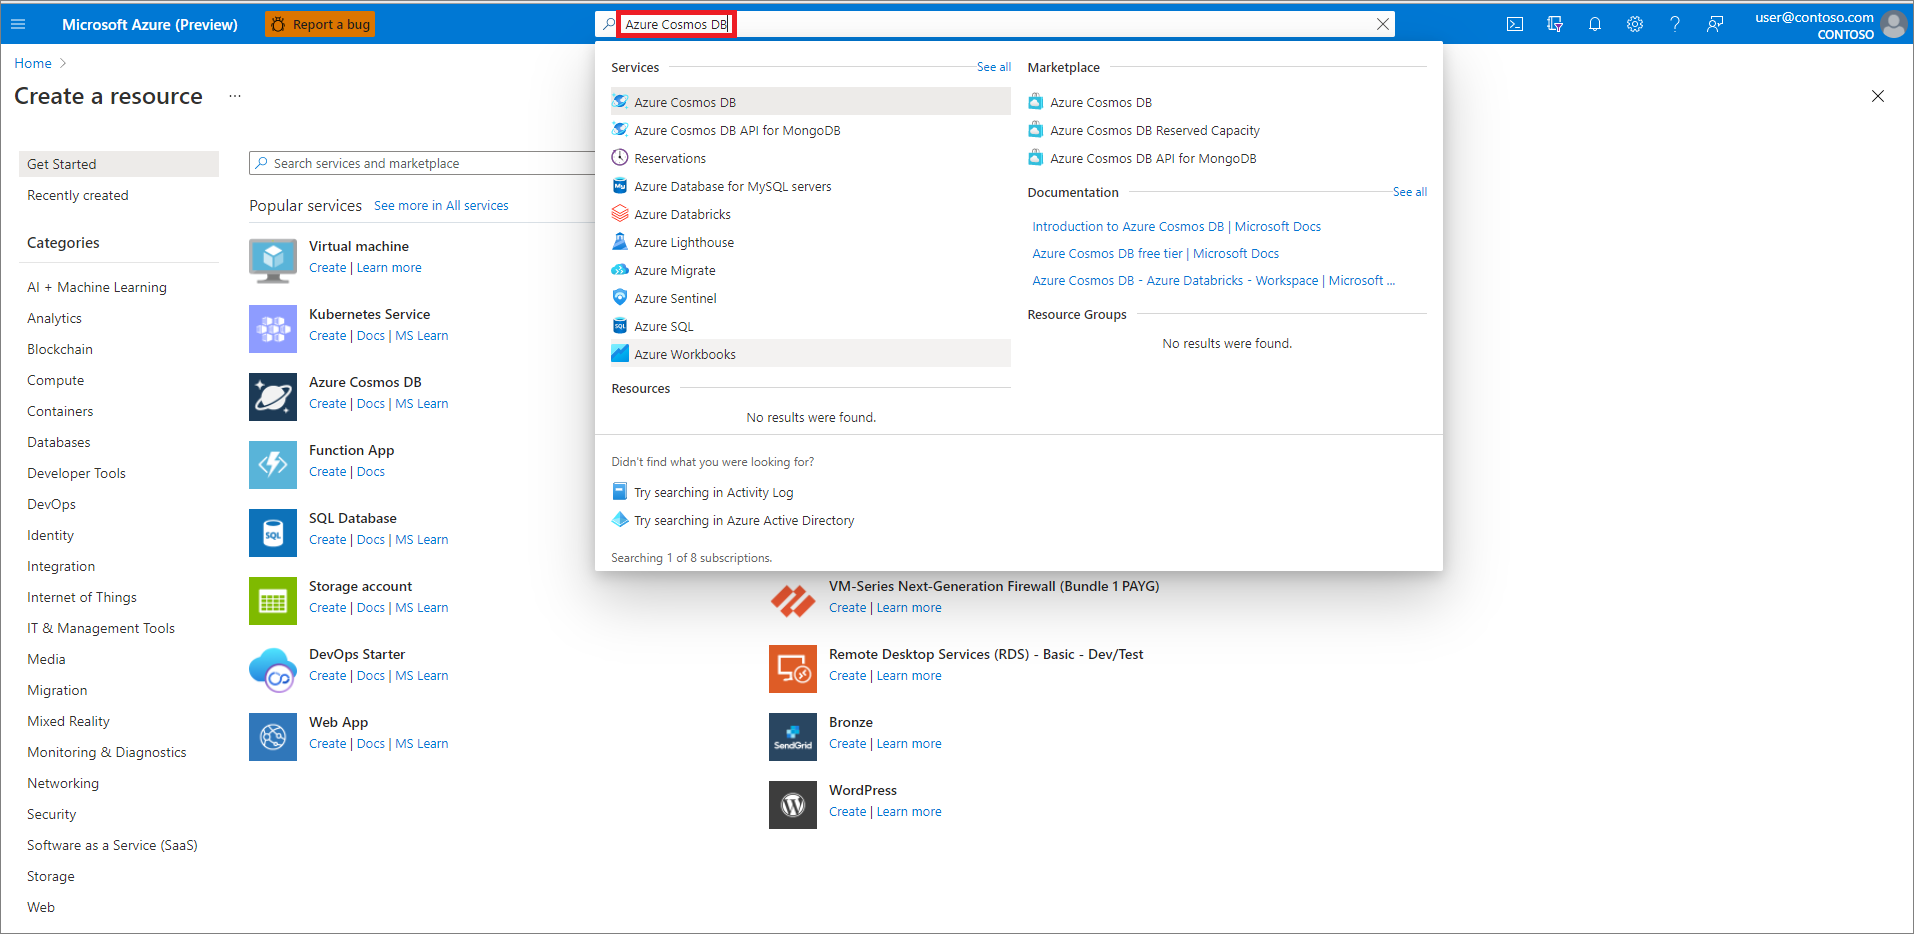 Microsoft Azure (Preview)
Report a bug
Azure Cosmos DB
user@contoso.com
CONTOSO
Home
Create a resource
...
Get Started
Recently created
Categories
AI + Machine Learning
Analytics
Blockchain
Compute
Containers
Databases
Developer Tools
DevOps
Identity
Integration
Internet of Things
IT & Management Tools
Media
Migration
Mixed Reality
Monitoring & Diagnostics
Networking
Security
Software as a Service (SaaS)
Storage
Web
Search services and marketplace
Popular services See more in All services
Virtual machine
Create | Learn more
Kubernetes Service
Create | Docs | MS Learn
Azure Cosmos DB
Create | Docs | MS Learn
Function App
Create | Docs
SQL Database
Create | Docs | MS Learn
SQL
Storage account
Create | Docs | MS Learn
DevOps Starter
Create | Docs | MS Learn
Web App
Create | Docs | MS Learn
Services
See all
Azure Cosmos DB
Azure Cosmos DB API for MongoDB
Reservations
Azure Database for MySQL servers
My
Azure Databricks
Azure Lighthouse
Azure Migrate
Azure Sentinel
Azure SQL
SQL
Azure Workbooks
Resources
No results were found.
Marketplace
Azure Cosmos DB
Azure Cosmos DB Reserved Capacity
Azure Cosmos DB API for MongoDB
Documentation
See all
Introduction to Azure Cosmos DB | Microsoft Docs
Azure Cosmos DB free tier | Microsoft Docs
Azure Cosmos DB - Azure Databricks - Workspace | Microsoft ...
Resource Groups
No results were found.
Didn't find what you were looking for?
Try searching in Activity Log
Try searching in Azure Active Directory
Searching 1 of 8 subscriptions.
VM-Series Next-Generation Firewall (Bundle 1 PAYG)
Create | Learn more
Remote Desktop Services (RDS) - Basic - Dev/Test
Create | Learn more
Bronze
Create | Learn more
SendGrid
WordPress
Create | Learn more